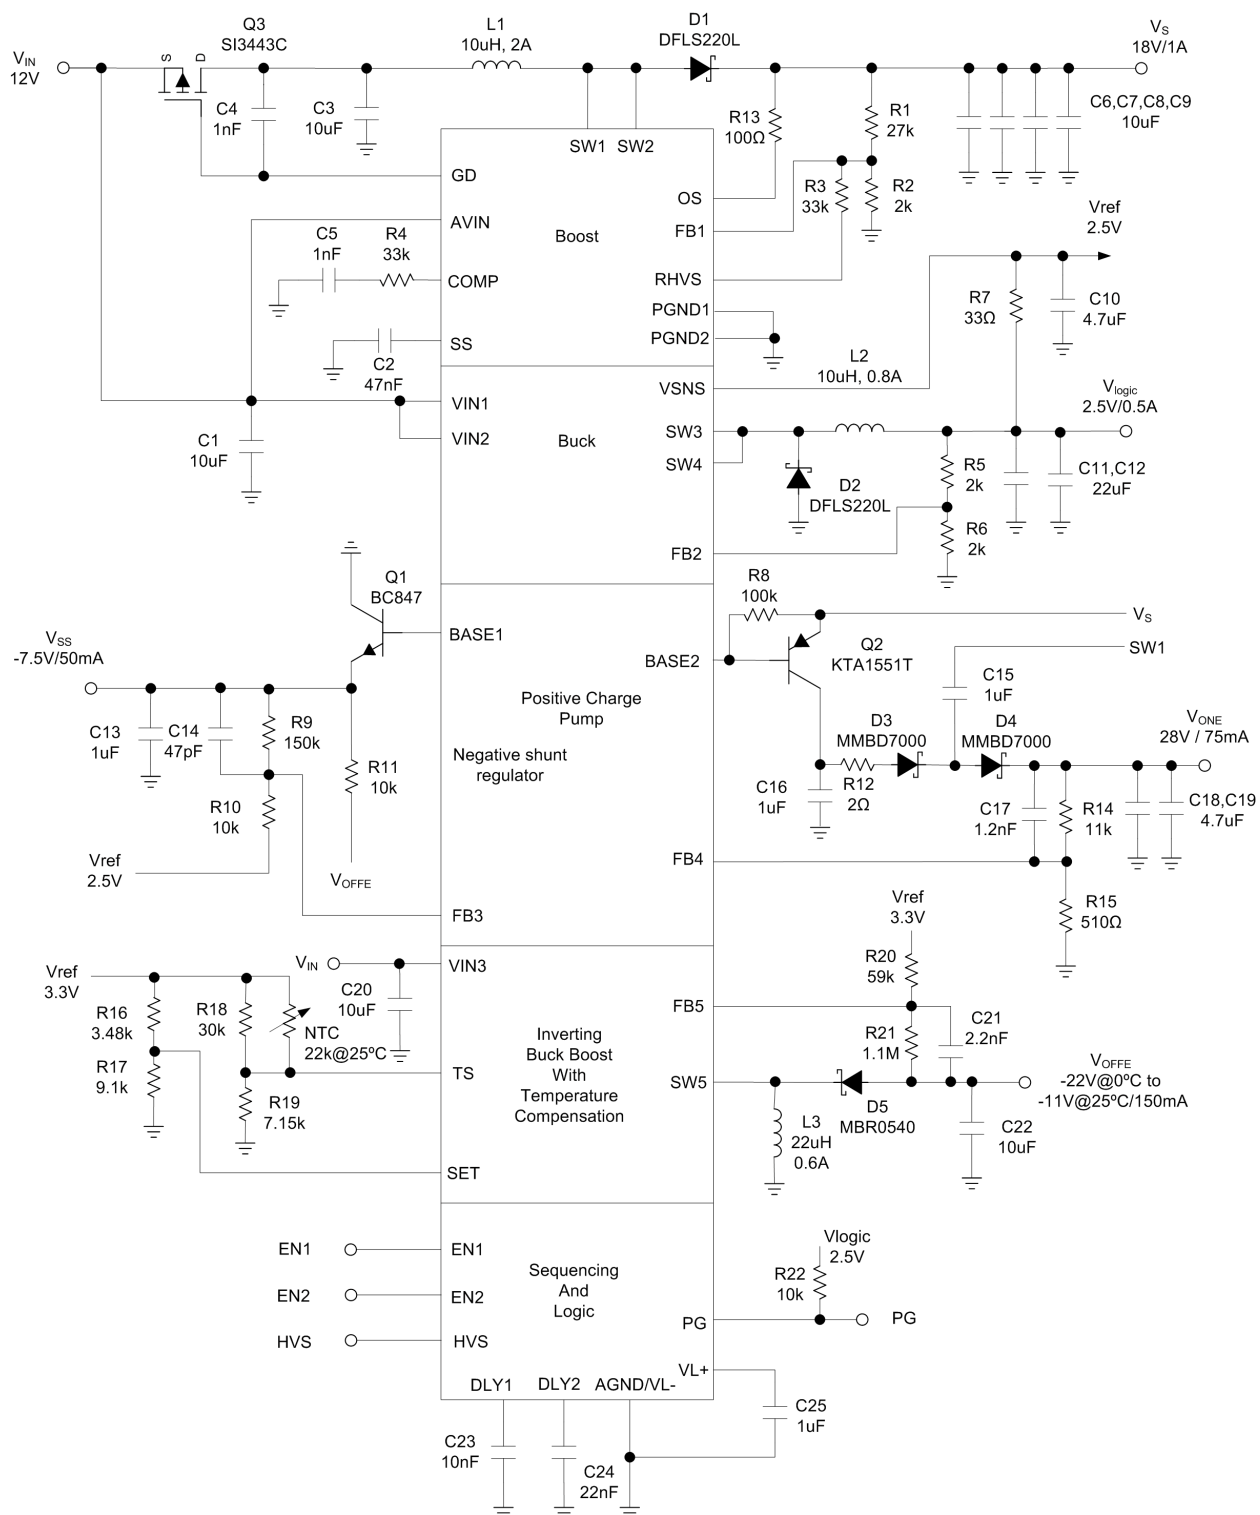 Q3
SI3443C
L1
10uH, 2A
D1
DFLS220L
VS
18V/1A
VIN
12V
S
D
C4
1nF
C3
10uF
R13
100Ω
R1
27k
C6,C7,C8,C9
10uF
SW1 SW2
GD
OS
R3
33k
R2
2k
Vref
2.5V
AVIN
FB1
C5
1nF
R4
33k
Boost
COMP
RHVS
R7
33Ω
C10
4.7uF
PGND1
PGND2
SS
C2
47nF
L2
10uH, 0.8A
VSNS
Vlogic
2.5V/0.5A
VIN1
SW3
C1
10uF
VIN2
Buck
SW4
D2
DFLS220L
R5
2k
C11,C12
22uF
R6
2k
FB2
Q1
BC847
R8
100k
VS
VSS
-7.5V/50mA
BASE1
BASE2
Q2
KTA1551T
SW1
C15
1uF
Positive Charge
Pump
C13
1uF
C14
47pF
R9
150k
D3
MMBD7000
D4
MMBD7000
VONE
28V / 75mA
Negative shunt
regulator
R11
10k
C16
1uF
R12
2Ω
C17
1.2nF
R14
11k
C18,C19
4.7uF
R10
10k
Vref
2.5V
VOFFE
FB4
FB3
R15
510Ω
Vref
3.3V
Vref
3.3V
VIN
VIN3
R20
59k
C20
10uF
R16
3.48k
R18
30k
NTC
22k@25ºC
FB5
Inverting
Buck Boost
With
Temperature
Compensation
R21
1.1M
C21
2.2nF
R17
9.1k
TS
SW5
VOFFE
-22V@0ºC to
-11V@25ºC/150mA
R19
7.15k
D5
MBR0540
L3
22uH
0.6A
C22
10uF
SET
EN1
EN1
Vlogic
2.5V
Sequencing
And
Logic
R22
10k
EN2
EN2
PG
PG
HVS
HVS
VL+
DLY1 DLY2 AGND/VL-
C25
1uF
C23
10nF
C24
22nF